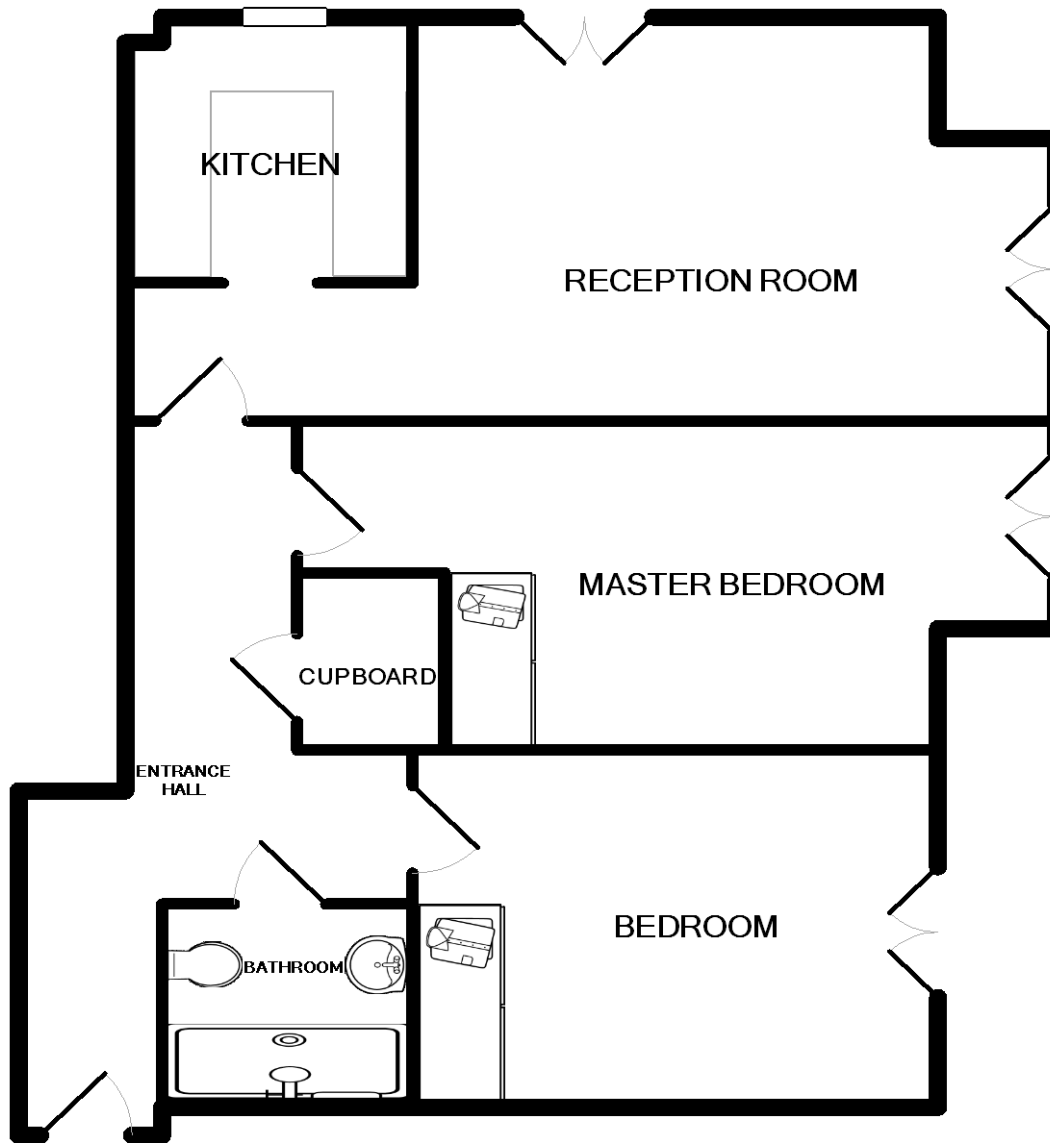 KITCHEN
RECEPTION ROOM
MASTER BEDROOM
CUPBOARD
ENTRANCE
HALL
BEDROOM
BATHROOM